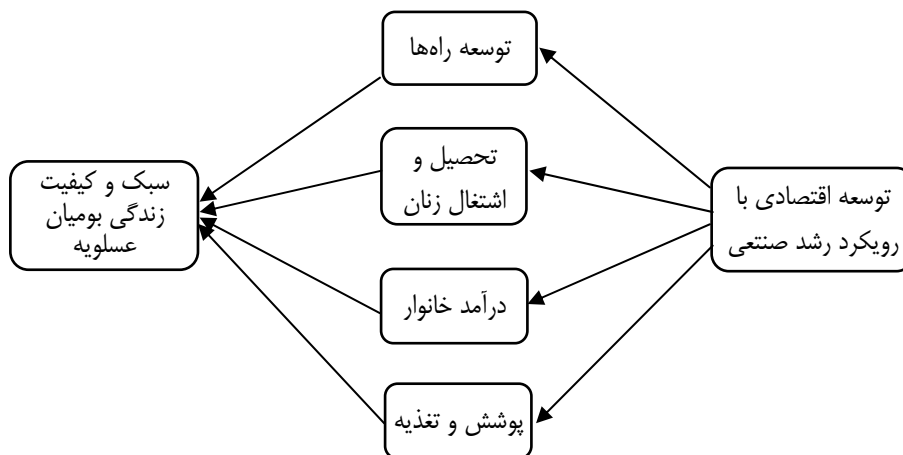 توسعه راه‌ها
تحصیل و
اشتغال زنان
توسعه اقتصادی با
رویکرد رشد صنتعی
سبک و کیفیت
زندگی بومیان
عسلویه
درآمد خانوار
پوشش و تغذیه